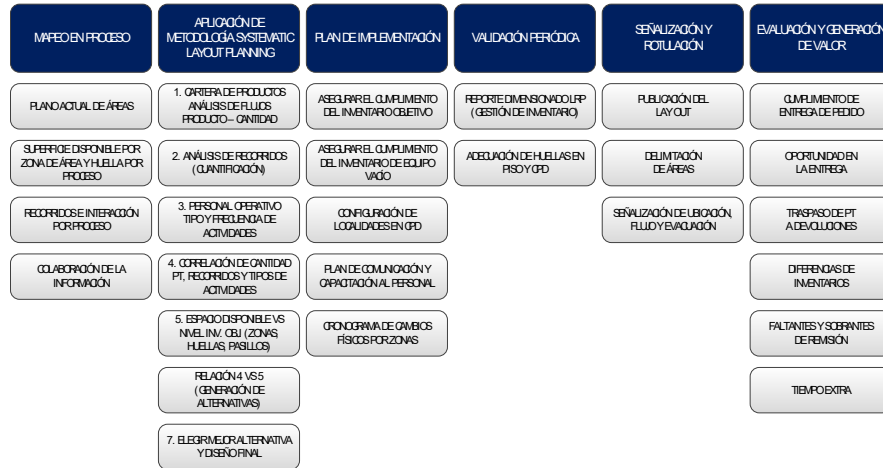 MAPEO EN PROCESO
PLANO ACTUAL DE ÁREAS
SUPERFICIE DISPONIBLE POR
ZONA DE ÁREA Y HUELLA POR
PROCESO
RECORRIDOS E INTERACCIÓN
POR PROCESO
COLABORACIÓN DE LA
INFORMACIÓN
APLICACIÓN DE
METODOLOGÍA SYSTEMATIC
LAYOUT PLANNING
1. CARTERA DE PRODUCTOS
ANÁLISIS DE FLUJOS
PRODUCTO – CANTIDAD
2. ANÁLISIS DE RECORRIDOS
(CUANTIFICACIÓN)
3. PERSONAL OPERATIVO
TIPO Y FRECUENCIA DE
ACTIVIDADES
4. CORRELACIÓN DE CANTIDAD
PT, RECORRIDOS Y TIPOS DE
ACTIVIDADES
5. ESPACIO DISPONIBLE VS
NIVEL INV. OBJ (ZONAS,
HUELLAS, PASILLOS)
RELACIÓN 4 VS 5
(GENERACIÓN DE
ALTERNATIVAS)
7. ELEGIR MEJOR ALTERNATIVA
Y DISEÑO FINAL
PLAN DE IMPLEMENTACIÓN
ASEGURAR EL CUMPLIMIENTO
DEL INVENTARIO OBJETIVO
ASEGURAR EL CUMPLIMIENTO
DEL INVENTARIO DE EQUIPO
VACÍO
CONFIGURACIÓN DE
LOCALIDADES EN CPD
PLAN DE COMUNICACIÓN Y
CAPACITACIÓN AL PERSONAL
CRONOGRAMA DE CAMBIOS
FÍSICOS POR ZONAS
VALIDACIÓN PERIÓDICA
REPORTE DIMENSIONADO LRP
(GESTIÓN DE INVENTARIO)
ADECUACIÓN DE HUELLAS EN
PISO Y CPD
SEÑALIZACIÓN Y
ROTULACIÓN
PUBLICACIÓN DEL
LAY OUT
DELIMITACIÓN
DE ÁREAS
SEÑALIZACIÓN DE UBICACIÓN,
FLUJO Y EVACUACIÓN
EVALUACIÓN Y GENERACIÓN
DE VALOR
CUMPLIMIENTO DE
ENTREGA DE PEDIDO
OPORTUNIDAD EN
LA ENTREGA
TRASPASO DE PT
A DEVOLUCIONES
DIFERENCIAS DE
INVENTARIOS
FALTANTES Y SOBRANTES
DE REMISIÓN
TIEMPO EXTRA